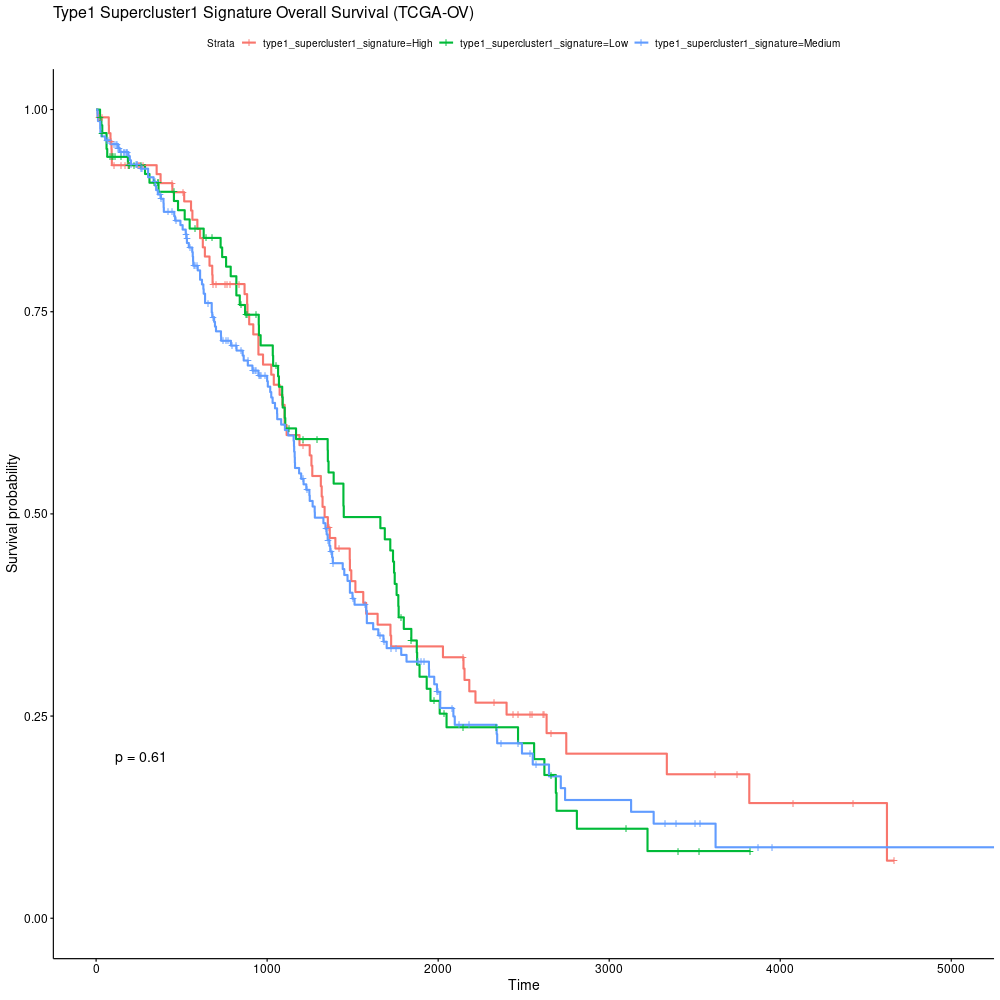 Type1 Supercluster1 Signature Overall Survival (TCGA-OV)
Strata type1_supercluster1_signature=High type1_supercluster1_signature=Low type1_supercluster1_signature=Medium
Survival probability
1.00
0.75
0.50
0.25
0.00
p = 0.61
0 1000 2000 3000 4000 5000
Time